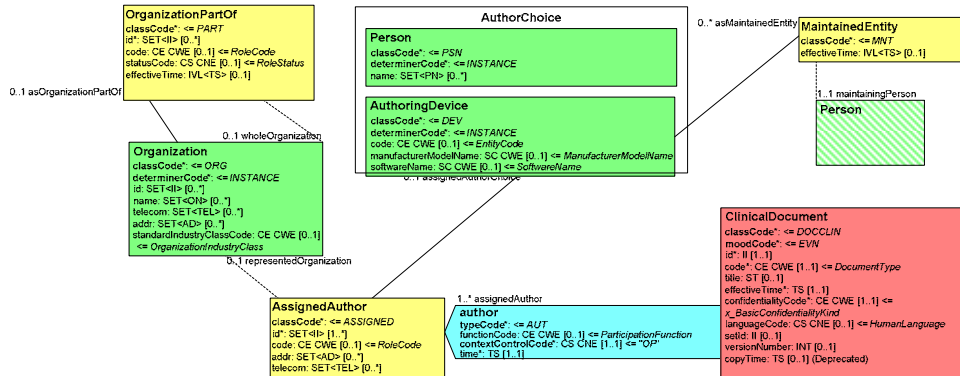 OrganizationPartOf
classCode*: <= PART
id*: SET<II> [0..*]
code: CE CWE [0..1] <= RoleCode
statusCode: CS CNE [0..1] <= RoleStatus
effectiveTime: IVL<TS> [0..1]
AuthorChoice
Person
classCode*: <= PSN
determinerCode*: <= INSTANCE
name: SET<PN> [0..*]
AuthoringDevice
classCode*: <= DEV
determinerCode*: <= INSTANCE
code: CE CWE [0..1] <= EntityCode
manufacturerModelName: SC CWE [0..1] <= ManufacturerModelName
softwareName: SC CWE [0..1] <= SoftwareName
0..1 assignedAuthorChoice
0..* asMaintainedEntity
MaintainedEntity
classCode*: <= MNT
effectiveTime: IVL<TS> [0..1]
1..1 maintainingPerson
Person
0..1 asOrganizationPartOf
0..1 wholeOrganization
Organization
classCode*: <= ORG
determinerCode*: <= INSTANCE
id: SET<II> [0..*]
name: SET<ON> [0..*]
telecom: SET<TEL> [0..*]
addr: SET<AD> [0..*]
standardIndustryClassCode: CE CWE [0..1]
<= OrganizationIndustryClass
0..1 representedOrganization
AssignedAuthor
classCode*: <= ASSIGNED
id*: SET<II> [1..*]
code: CE CWE [0..1] <= RoleCode
addr: SET<AD> [0..*]
telecom: SET<TEL> [0..*]
1..* assignedAuthor
author
typeCode*: <= AUT
functionCode: CE CWE [0..1] <= ParticipationFunction
contextControlCode*: CS CNE [1..1] <= "OP"
time*: TS [1..1]
ClinicalDocument
classCode*: <= DOCCLIN
moodCode*: <= EVN
id*: II [1..1]
code*: CE CWE [1..1] <= DocumentType
title: ST [0..1]
effectiveTime*: TS [1..1]
confidentialityCode*: CE CWE [1..1] <=
x_BasicConfidentialityKind
languageCode: CS CNE [0..1] <= HumanLanguage
setId: II [0..1]
versionNumber: INT [0..1]
copyTime: TS [0..1] (Deprecated)